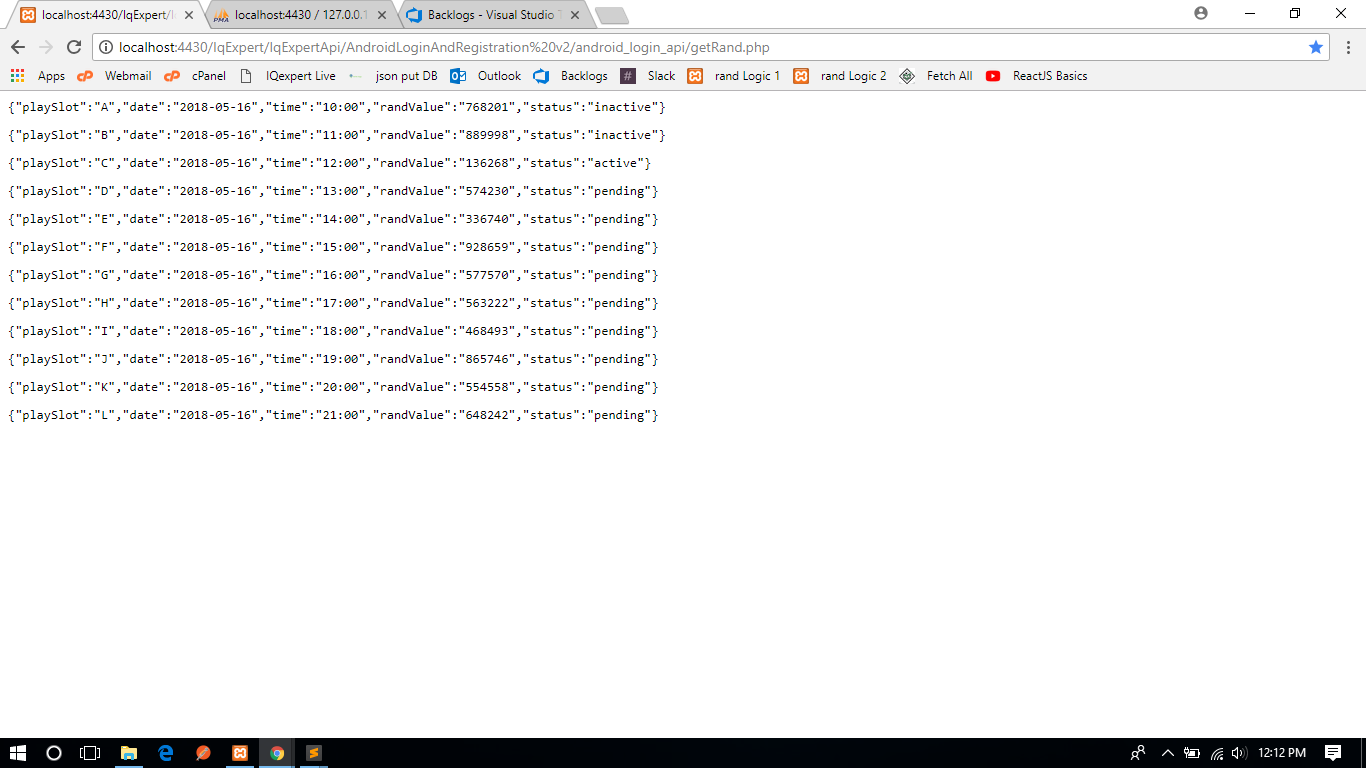 localhost:4430/IqExpert/I
localhost:4430 / 127.0.0.1
Backlogs - Visual Studio T
localhost:4430/IqExpert/IqExpertApi/AndroidLoginAndRegistration%20v2/android_login_api/getRand.php
Apps Webmail cPanel IQexpert Live json put DB Outlook Backlogs Slack rand Logic 1 rand Logic 2 Fetch All ReactJS Basics
{"playSlot":"A","date":"2018-05-16","time":"10:00","randValue":"768201","status":"inactive"}
{"playSlot":"B","date":"2018-05-16","time":"11:00","randValue":"889998","status":"inactive"}
{"playSlot":"C","date":"2018-05-16","time":"12:00","randValue":"136268","status":"active"}
{"playSlot":"D","date":"2018-05-16","time":"13:00","randValue":"574230","status":"pending"}
{"playSlot":"E","date":"2018-05-16","time":"14:00","randValue":"336740","status":"pending"}
{"playSlot":"F","date":"2018-05-16","time":"15:00","randValue":"928659","status":"pending"}
{"playSlot":"G","date":"2018-05-16","time":"16:00","randValue":"577570","status":"pending"}
{"playSlot":"H","date":"2018-05-16","time":"17:00","randValue":"563222","status":"pending"}
{"playSlot":"I","date":"2018-05-16","time":"18:00","randValue":"468493","status":"pending"}
{"playSlot":"J","date":"2018-05-16","time":"19:00","randValue":"865746","status":"pending"}
{"playSlot":"K","date":"2018-05-16","time":"20:00","randValue":"554558","status":"pending"}
{"playSlot":"L","date":"2018-05-16","time":"21:00","randValue":"648242","status":"pending"}
12:12 PM